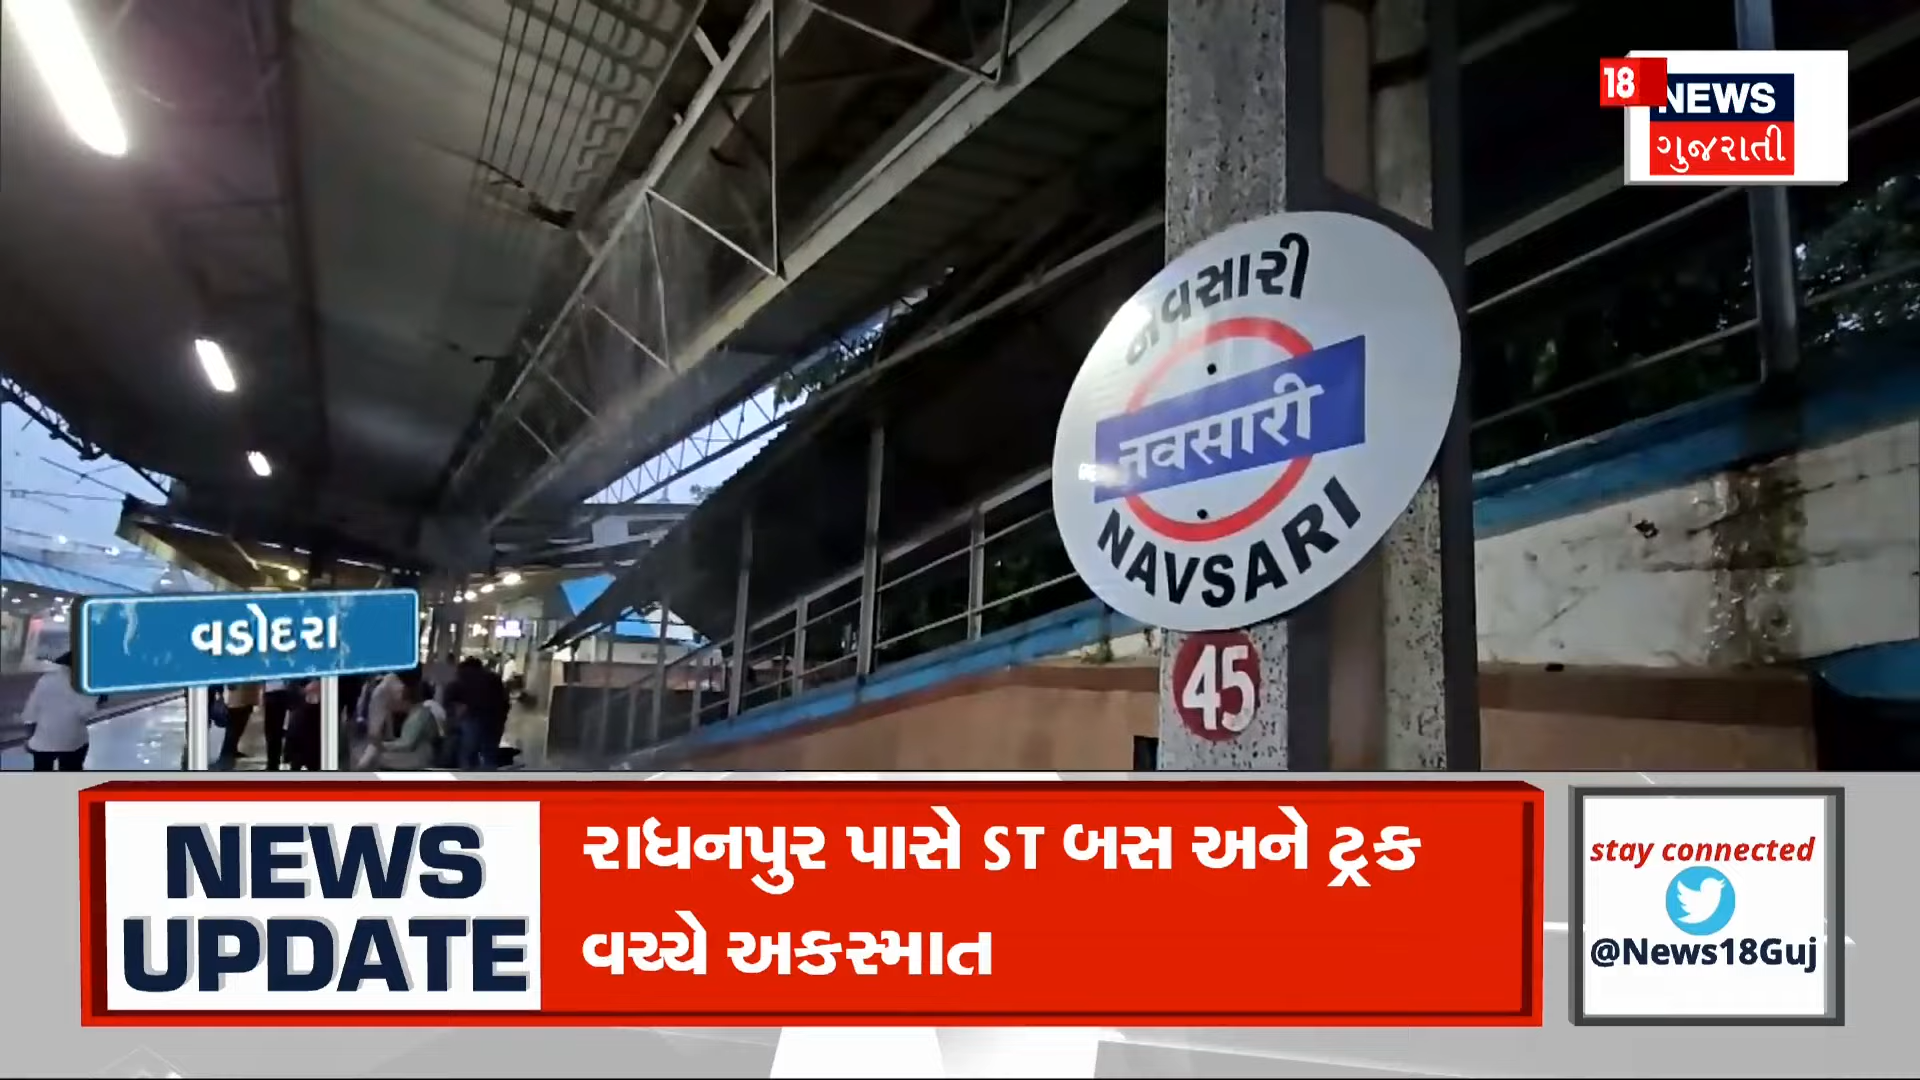 18
NEWS
ગુજરાતી
નવસારી
नवसारी
NAVSARI
45
વડોદરા
NEWS
UPDATE
રાધનપુર પાસે ST બસ અને ટ્રક
વચ્ચે અકસ્માત
stay connected
@News18Guj